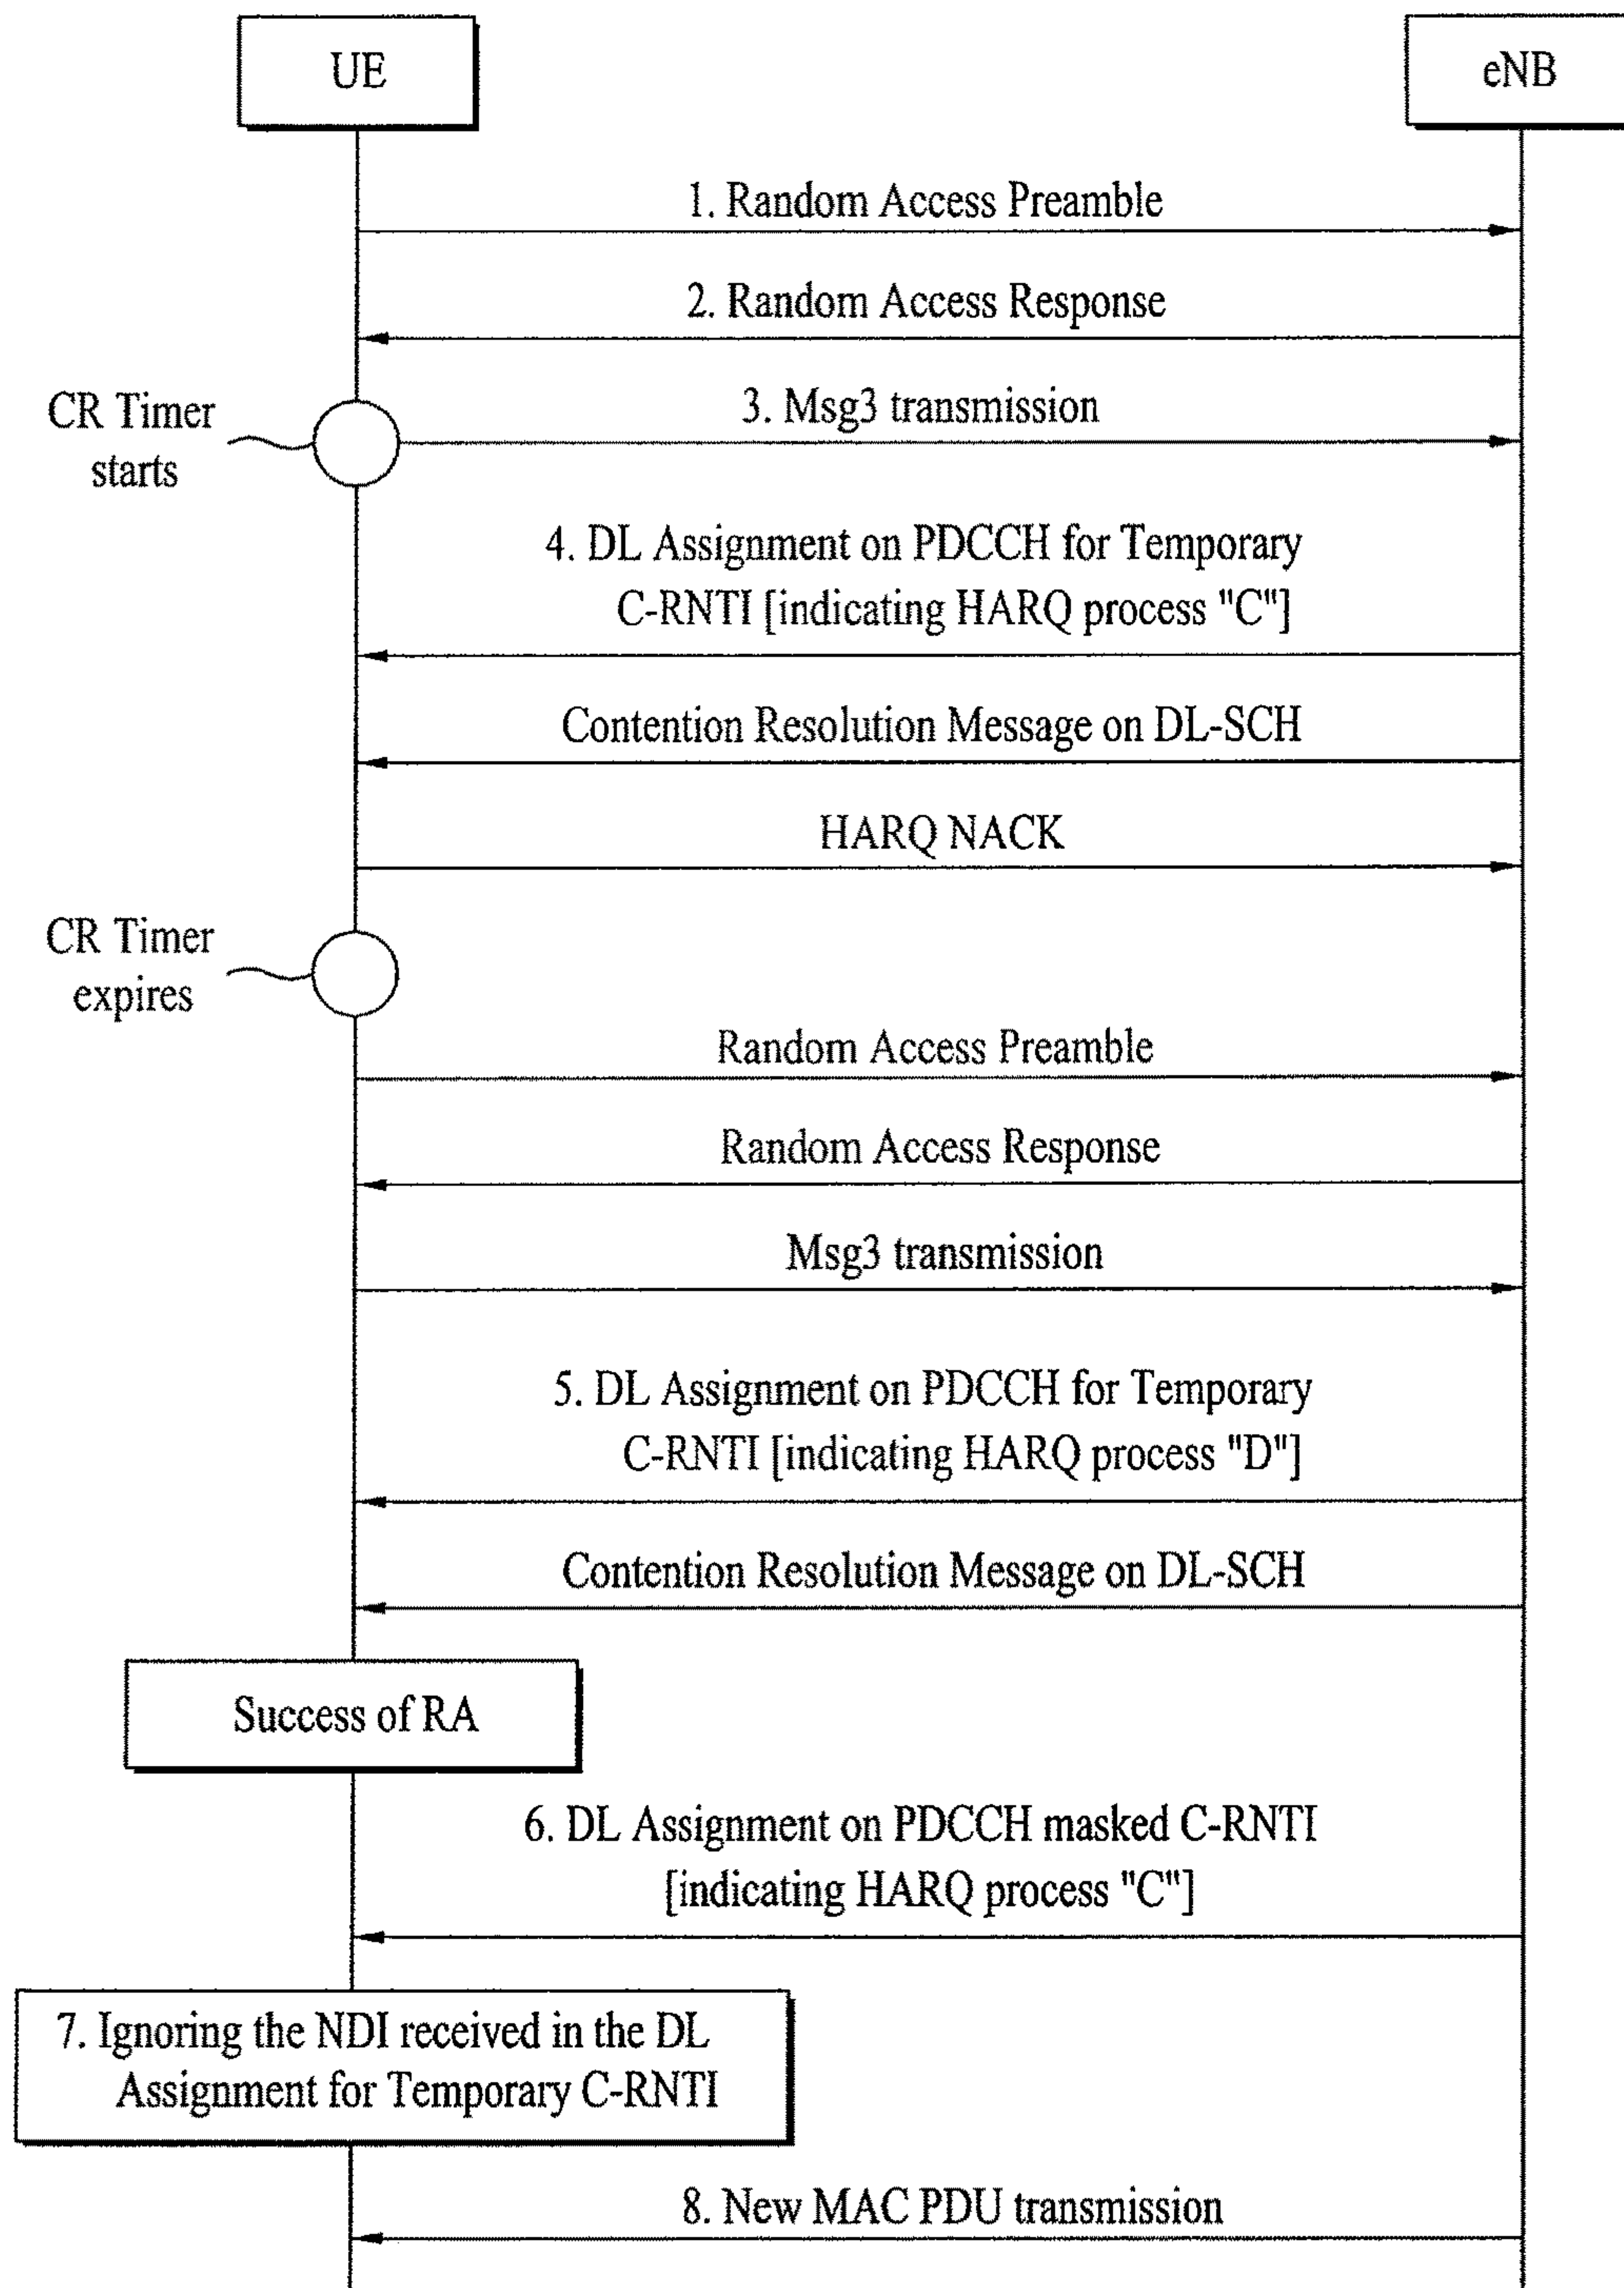 UE
eNB
1. Random Access Preamble
2. Random Access Response
CR Timer
starts
3. Msg3 transmission
4. DL Assignment on PDCCH for Temporary
C-RNTI [indicating HARQ process "C"]
Contention Resolution Message on DL-SCH
HARQ NACK
CR Timer
expires
Random Access Preamble
Random Access Response
Msg3 transmission
5. DL Assignment on PDCCH for Temporary
C-RNTI [indicating HARQ process "D"]
Contention Resolution Message on DL-SCH
Success of RA
6. DL Assignment on PDCCH masked C-RNTI
[indicating HARQ process "C"]
7. Ignoring the NDI received in the DL
Assignment for Temporary C-RNTI
8. New MAC PDU transmission